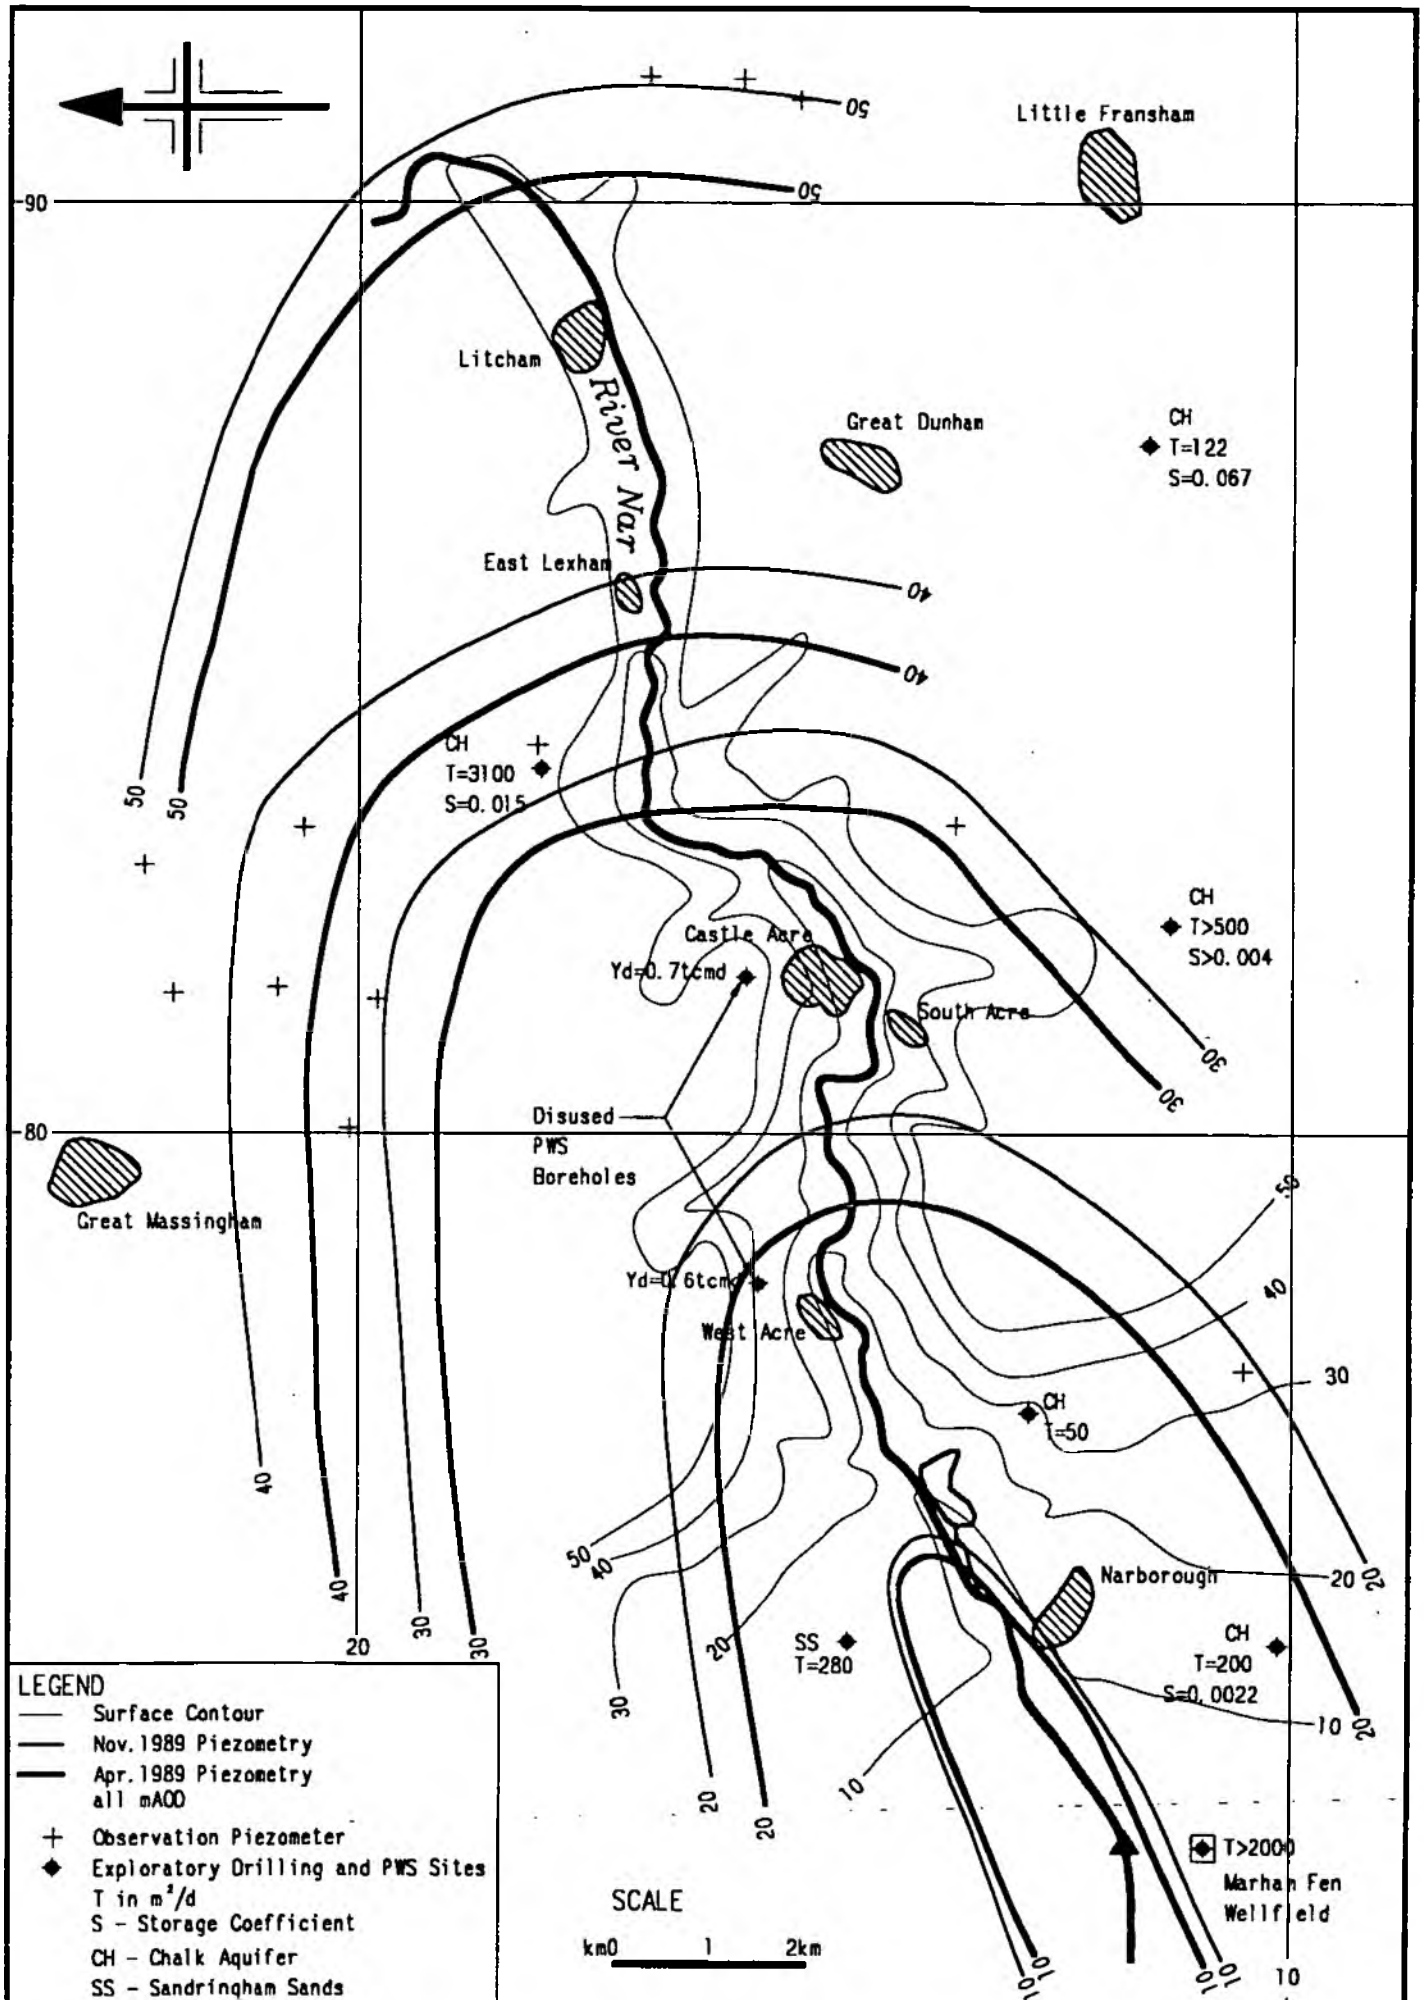 50
Little Fransham
90
50
Litcham
River Nar
Great Dunham
CH
T=122
S=0.067
East Lexham
40
40
CH
T=3100
S=0.015
50
50
CH
T>500
S>0.004
Castle Acre
Yd=0.7tcmd
South Acre
30
30
Disused
PWS
Boreholes
80
Great Massingham
50
Yd=0.6tcmd
40
West Acre
30
CH
T=50
40
50
40
40
30
20
30
Narborough
20
20
SS
T=280
20
30
CH
T=200
S=0.0022
10
20
10
20
20
LEGEND
Surface Contour
Nov.1989 Piezometry
Apr.1989 Piezometry
all mAOD
Observation Piezometer
Exploratory Drilling and PWS Sites
T in m²/d
S - Storage Coefficient
CH - Chalk Aquifer
SS - Sandringham Sands
SCALE
km0 1 2km
T>2000
Marham Fen
Wellfield
10
10
10
10
10